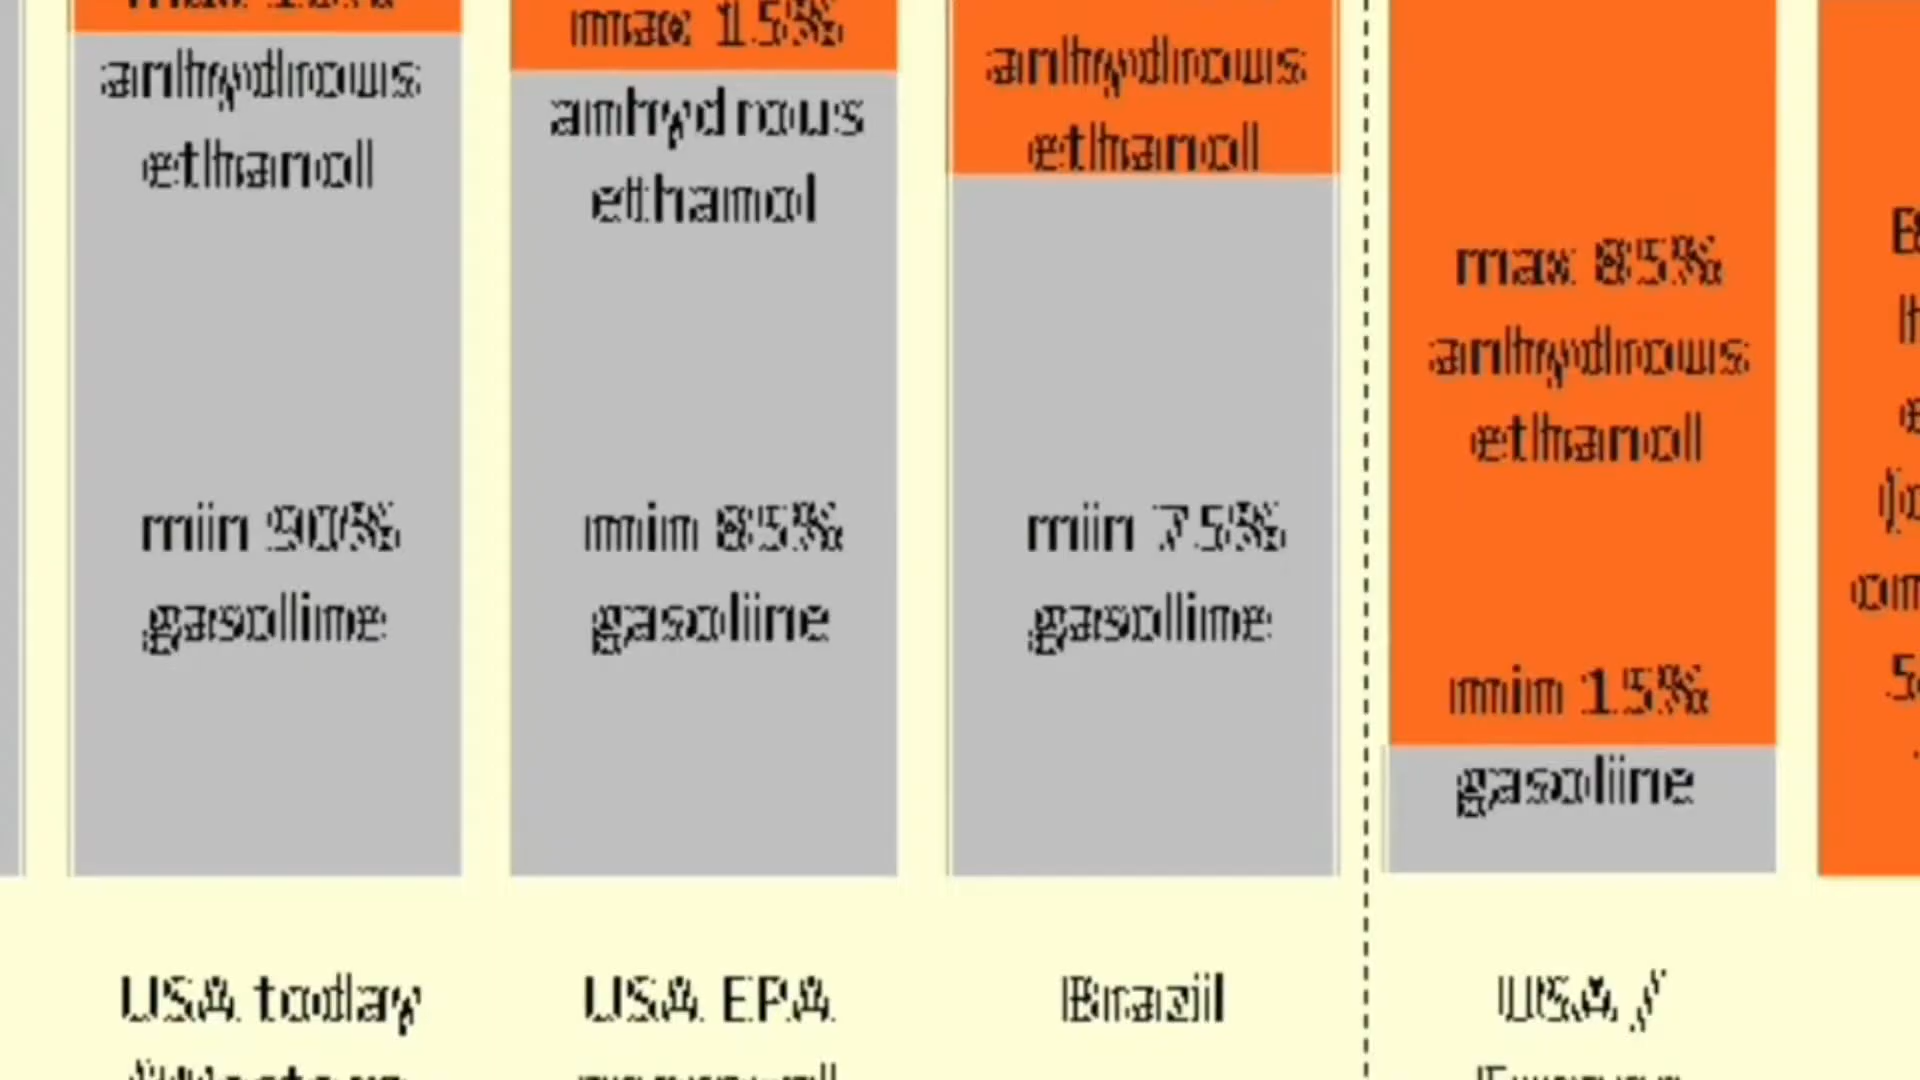 max 15%
anhydrous
ethanol
min 90%
gasoline
anhydrous
ethanol
min 85%
gasoline
anhydrous
ethanol
min 75%
gasoline
max 85%
anhydrous
ethanol
min 15%
gasoline
USA today
USA EPA
Brazil
USA /